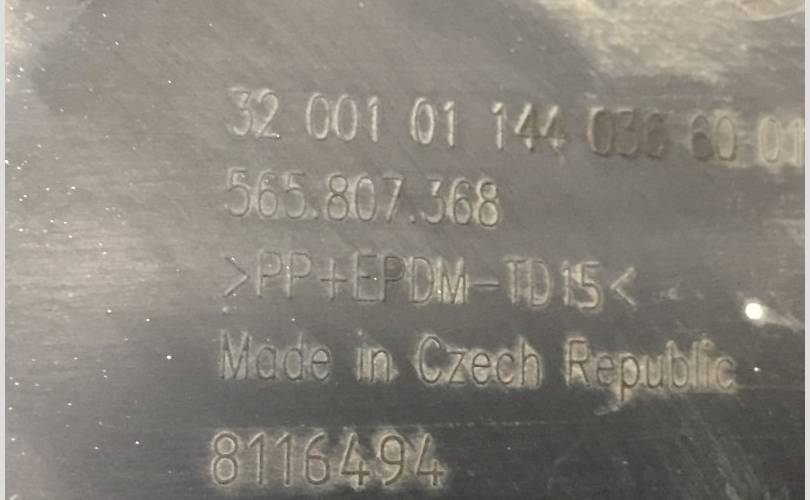 32 001 01 144 036 60 01
565.807.368
>PP+EPDM-TD15<
Made in Czech Republic
8116494